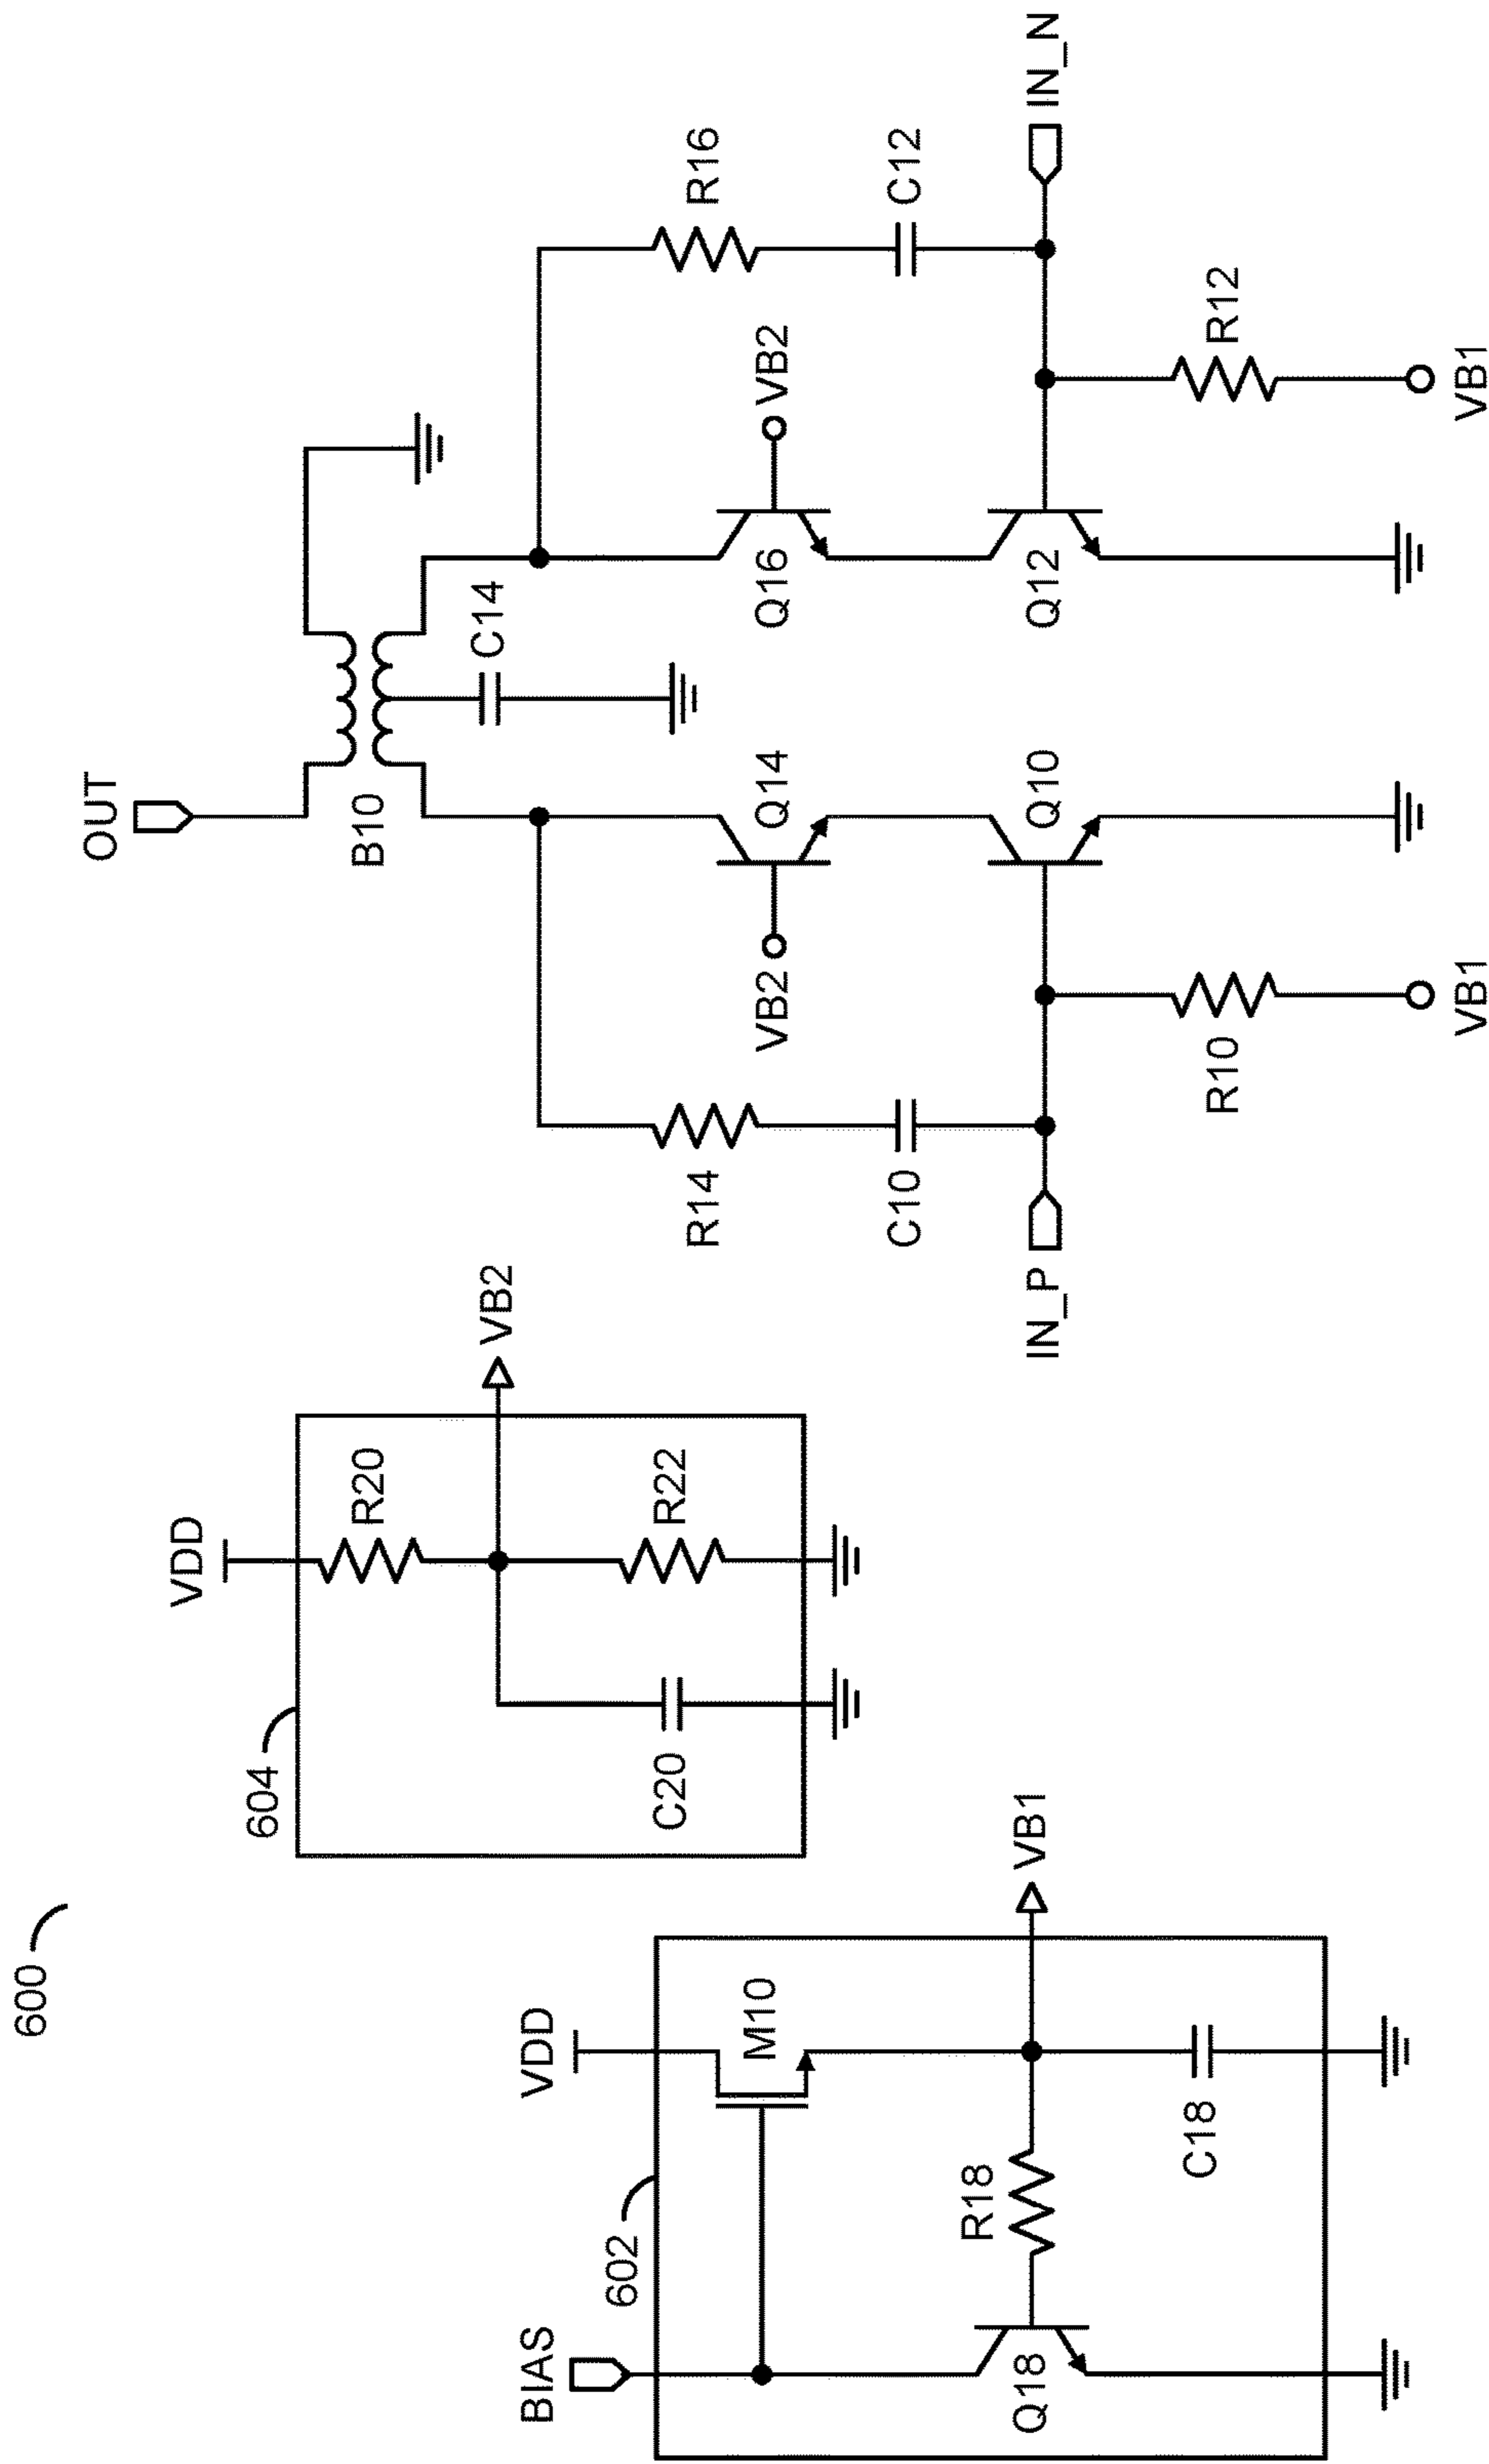 600
BIAS
VDD
602
M10
Q18
R18
C18
VB1
VDD
604
R20
C20
R22
VB2
OUT
B10
C14
R14
C10
IN_P
R10
VB1
VB2
Q14
Q10
Q16
Q12
VB2
R16
C12
IN_N
R12
VB1